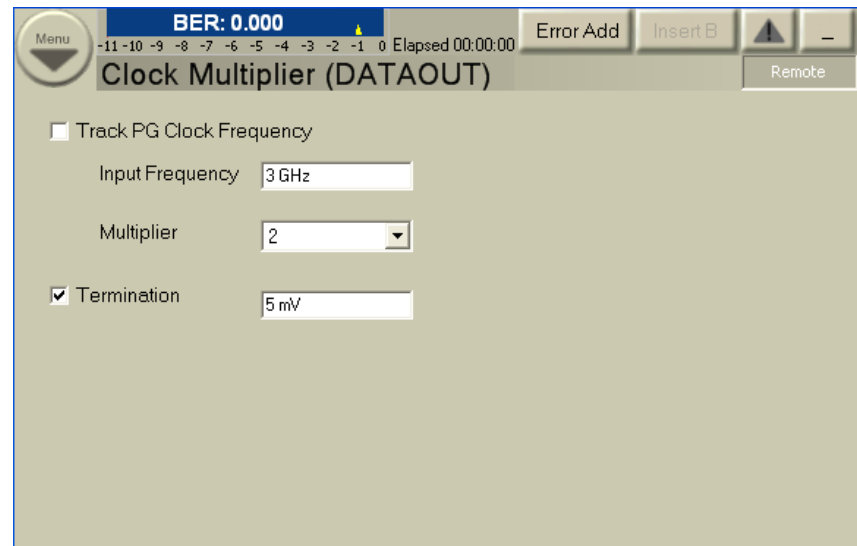 Menu
BER: 0.000
-11 -10 -9 -8 -7 -6 -5 -4 -3 -2 -1 0 Elapsed 00:00:00
Error Add
Insert B
Clock Multiplier (DATAOUT)
Remote
Track PG Clock Frequency
Input Frequency 3 GHz
Multiplier 2
Termination 5 mV